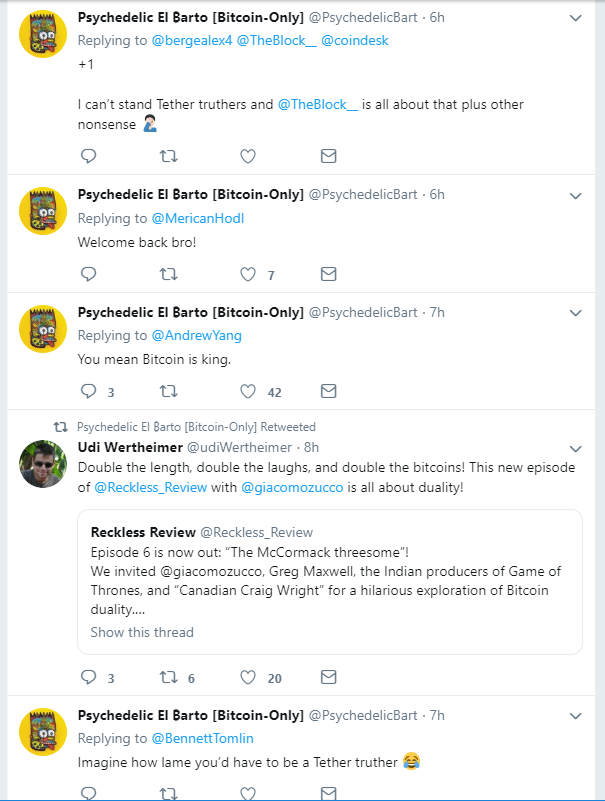 Psychedelic El ₿arto [Bitcoin-Only] @PsychedelicBart · 6h
Replying to @bergealex4 @TheBlock__ @coindesk
+1
I can’t stand Tether truthers and @TheBlock__ is all about that plus other
nonsense 🤦🏻‍♂️
Psychedelic El ₿arto [Bitcoin-Only] @PsychedelicBart · 6h
Replying to @MericanHodl
Welcome back bro!
7
Psychedelic El ₿arto [Bitcoin-Only] @PsychedelicBart · 7h
Replying to @AndrewYang
You mean Bitcoin is king.
3 42
Psychedelic El ₿arto [Bitcoin-Only] Retweeted
Udi Wertheimer @udiWertheimer · 8h
Double the length, double the laughs, and double the bitcoins! This new episode
of @Reckless_Review with @giacomozucco is all about duality!
Reckless Review @Reckless_Review
Episode 6 is now out: “The McCormack threesome”!
We invited @giacomozucco, Greg Maxwell, the Indian producers of Game of
Thrones, and “Canadian Craig Wright” for a hilarious exploration of Bitcoin
duality....
Show this thread
3 6 20
Psychedelic El ₿arto [Bitcoin-Only] @PsychedelicBart · 7h
Replying to @BennettTomlin
Imagine how lame you’d have to be a Tether truther 😂